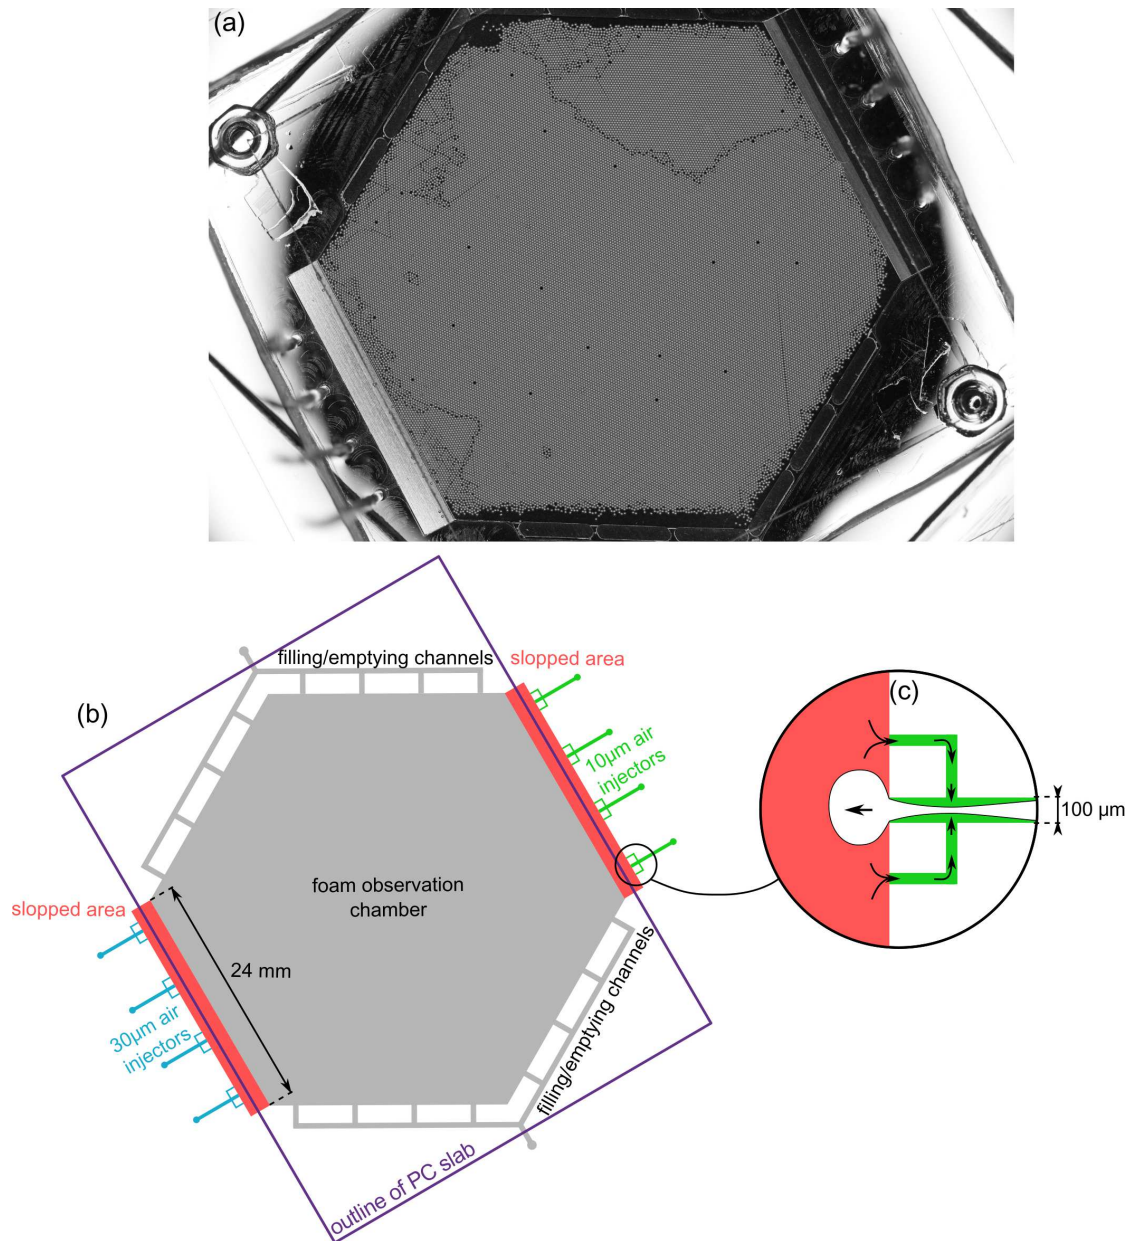 (a)
filling/emptying channels
slopped area
(b)
(c)
10µm air
injectors
100 µm
foam observation
chamber
slopped area
24 mm
30µm air
injectors
filling/emptying channels
outline of PC slab